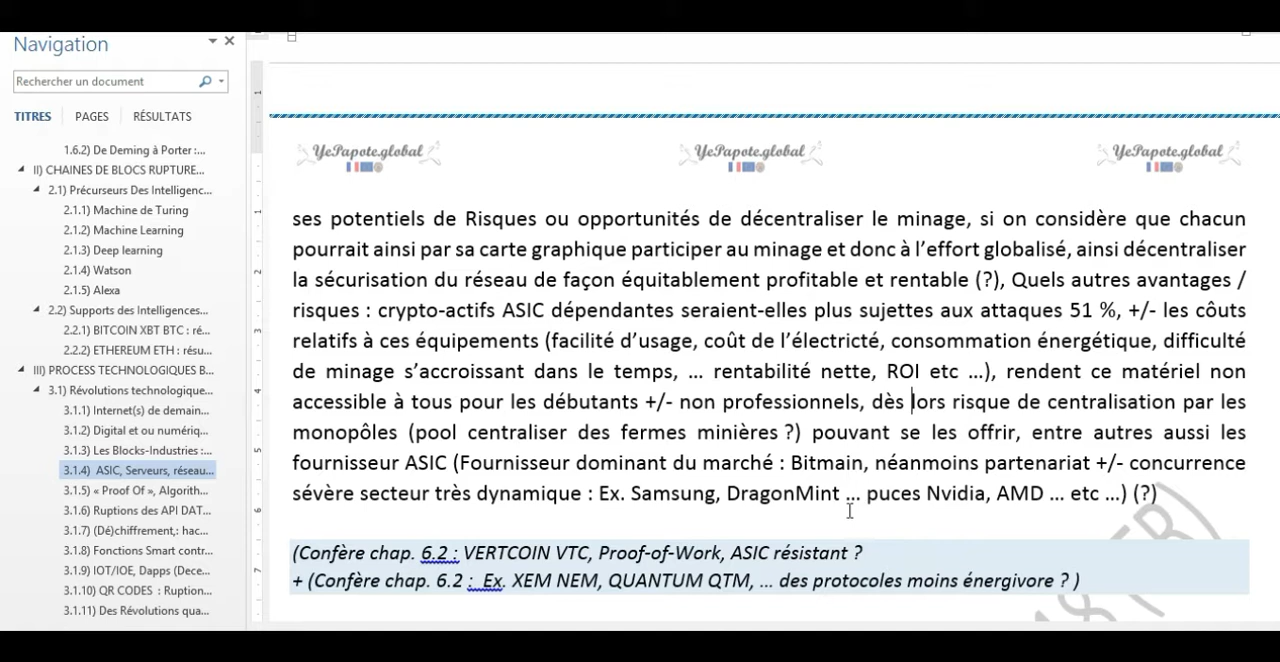 Navigation
Rechercher un document
TITRES PAGES RÉSULTATS
1.6.2) De Deming à Porter :...
II) CHAINES DE BLOCS RUPTURE...
2.1) Précurseurs Des Intelligenc...
2.1.1) Machine de Turing
2.1.2) Machine Learning
2.1.3) Deep learning
2.1.4) Watson
2.1.5) Alexa
2.2) Supports des Intelligences...
2.2.1) BITCOIN XBT BTC : ré...
2.2.2) ETHEREUM ETH : résu...
III) PROCESS TECHNOLOGIQUES B...
3.1) Révolutions technologique...
3.1.1) Internet(s) de demain...
3.1.2) Digital et ou numériq...
3.1.3) Les Blocks-Industries :...
3.1.4) ASIC, Serveurs, réseau...
3.1.5) « Proof Of », Algorith...
3.1.6) Ruptions des API DAT...
3.1.7) (Dé)chiffrement,: hac...
3.1.8) Fonctions Smart contr...
3.1.9) IOT/IOE, Dapps (Dece...
3.1.10) QR CODES : Ruption...
3.1.11) Des Révolutions qua...
YePapote.global YePapote.global YePapote.global
ses potentiels de Risques ou opportunités de décentraliser le minage, si on considère que chacun
pourrait ainsi par sa carte graphique participer au minage et donc à l’effort globalisé, ainsi décentraliser
la sécurisation du réseau de façon équitablement profitable et rentable (?), Quels autres avantages /
risques : crypto-actifs ASIC dépendantes seraient-elles plus sujettes aux attaques 51 %, +/- les côuts
relatifs à ces équipements (facilité d’usage, coût de l’électricté, consommation énergétique, difficulté
de minage s’accroissant dans le temps, ... rentabilité nette, ROI etc ...), rendent ce matériel non
accessible à tous pour les débutants +/- non professionnels, dès lors risque de centralisation par les
monopôles (pool centraliser des fermes minières ?) pouvant se les offrir, entre autres aussi les
fournisseur ASIC (Fournisseur dominant du marché : Bitmain, néanmoins partenariat +/- concurrence
sévère secteur très dynamique : Ex. Samsung, DragonMint ... puces Nvidia, AMD ... etc ...) (?)
(Confère chap. 6.2 : VERTCOIN VTC, Proof-of-Work, ASIC résistant ?
+ (Confère chap. 6.2 : Ex. XEM NEM, QUANTUM QTM, ... des protocoles moins énergivore ? )